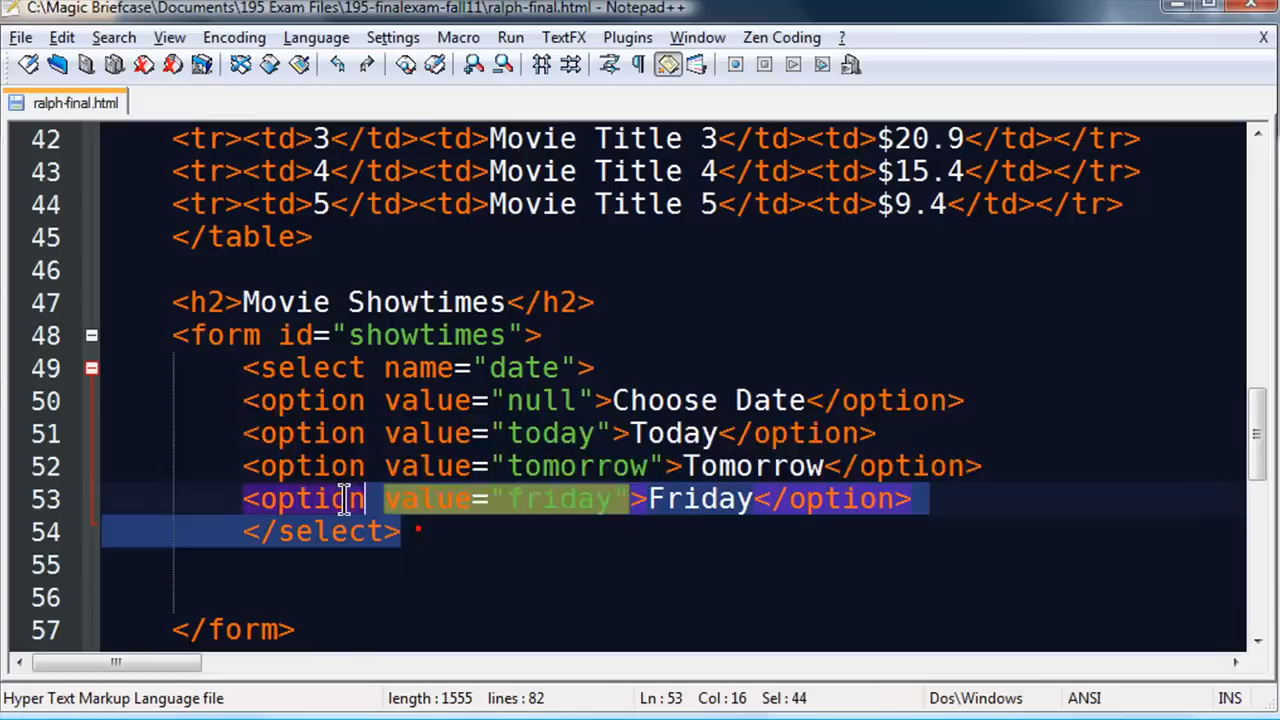 C:\Magic Briefcase\Documents\195 Exam Files\195-finalexam-fall11\ralph-final.html - Notepad++
File Edit Search View Encoding Language Settings Macro Run TextFX Plugins Window Zen Coding ? X
ralph-final.html
42 <tr><td>3</td><td>Movie Title 3</td><td>$20.9</td></tr>
43 <tr><td>4</td><td>Movie Title 4</td><td>$15.4</td></tr>
44 <tr><td>5</td><td>Movie Title 5</td><td>$9.4</td></tr>
45 </table>
46
47 <h2>Movie Showtimes</h2>
48 <form id="showtimes">
49 <select name="date">
50 <option value="null">Choose Date</option>
51 <option value="today">Today</option>
52 <option value="tomorrow">Tomorrow</option>
53 <option value="friday">Friday</option>
54 </select>
55
56
57 </form>
Hyper Text Markup Language file length : 1555 lines : 82 Ln : 53 Col : 16 Sel : 44 Dos\Windows ANSI INS